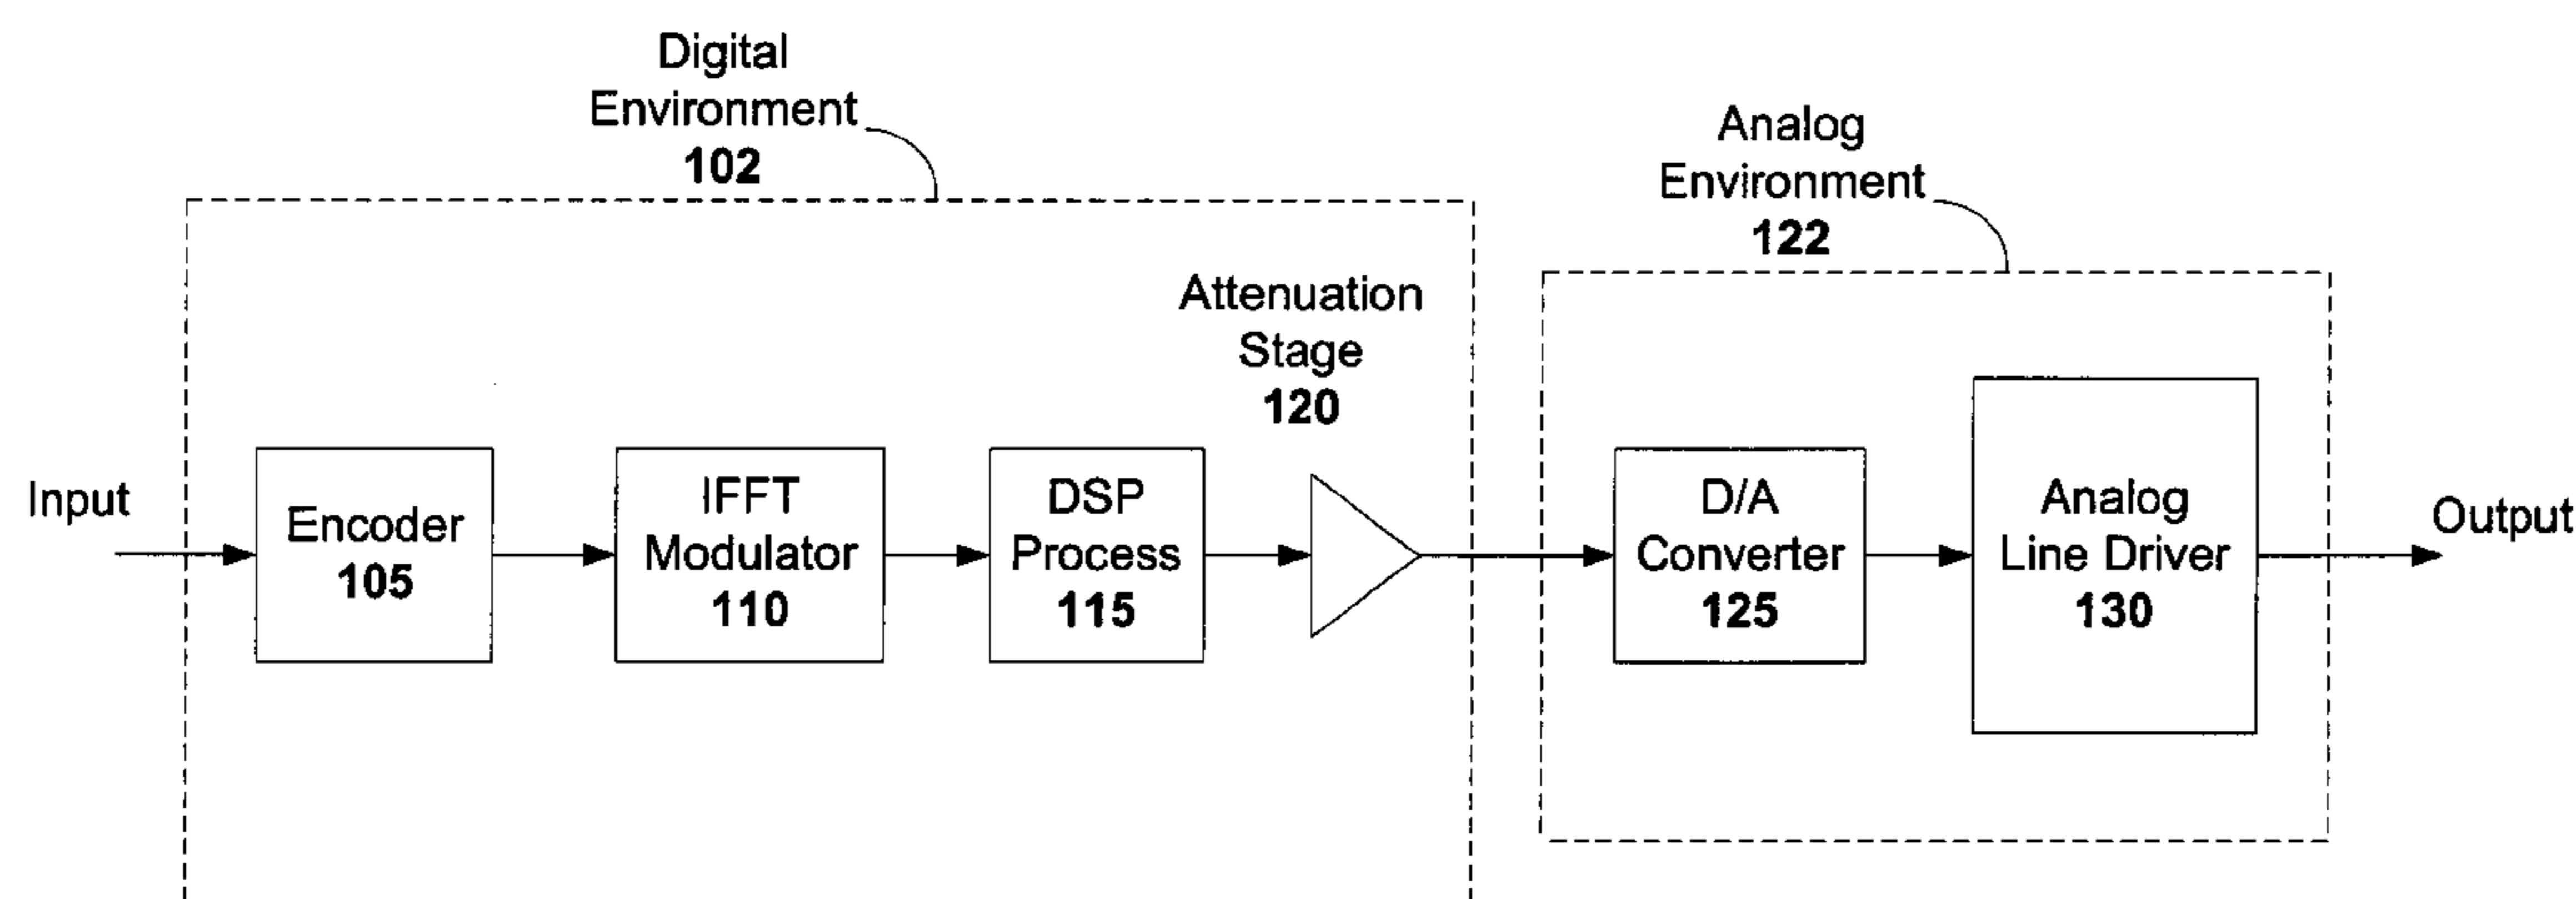 Digital
Environment
102
Analog
Environment
122
Attenuation
Stage
120
Input
Encoder
105
IFFT
Modulator
110
DSP
Process
115
D/A
Converter
125
Analog
Line Driver
130
Output